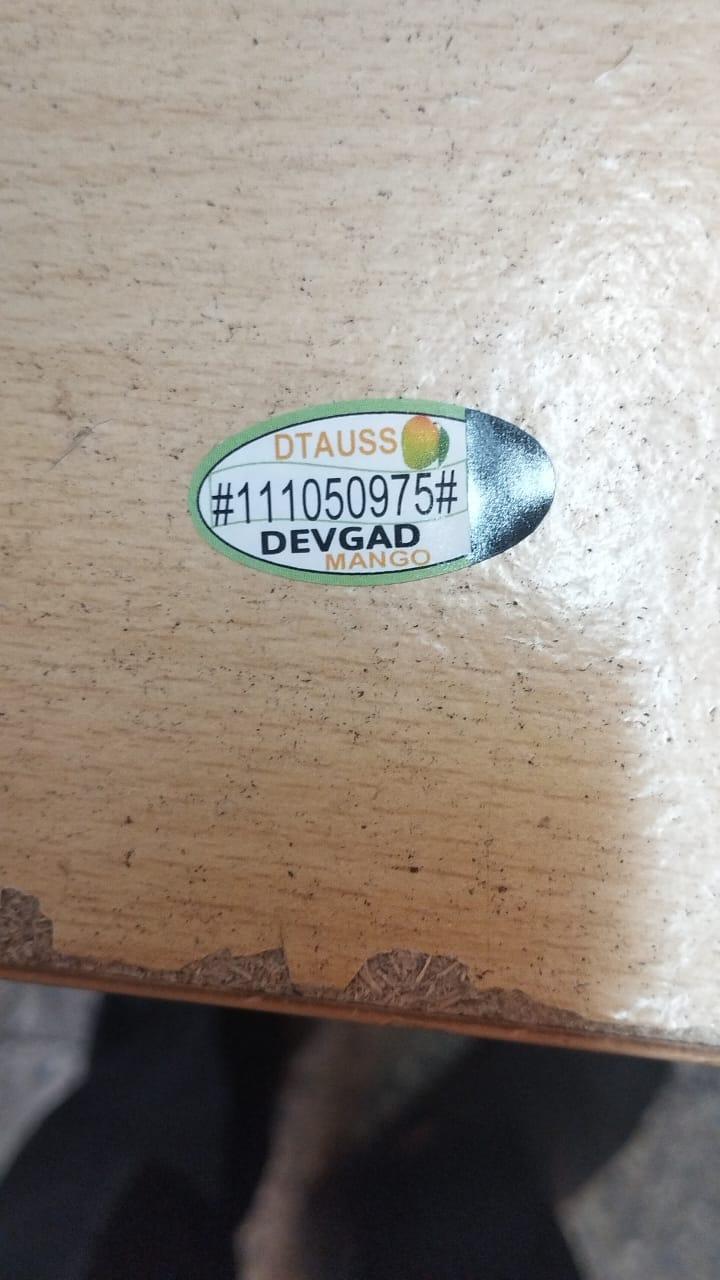 DTAUSS
#111050975#
DEVGAD
MANGO